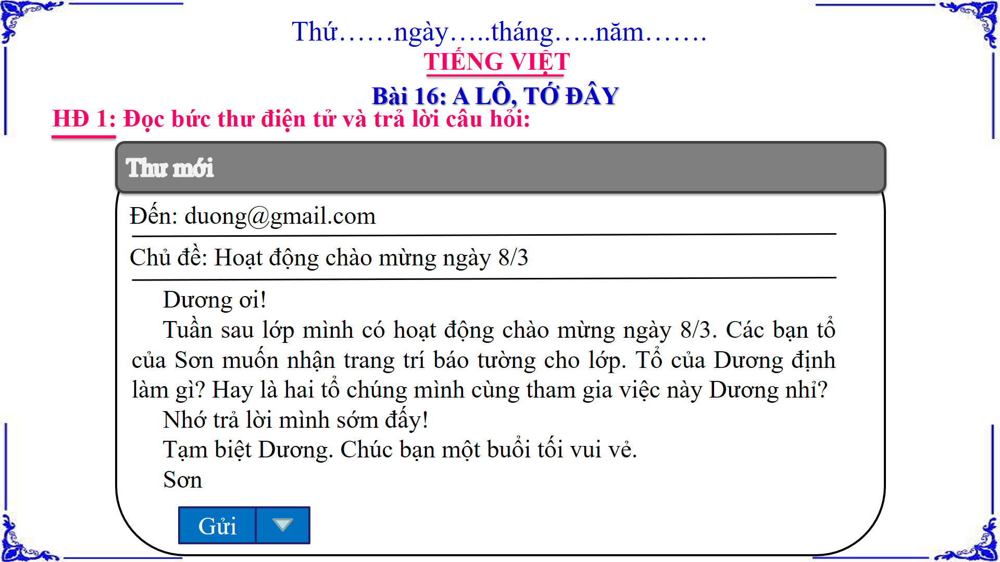 Thứ……ngày…..tháng…..năm…….
TIẾNG VIỆT
Bài 16: A LÔ, TỚ ĐÂY
HĐ 1: Đọc bức thư điện tử và trả lời câu hỏi:
Thư mới
Đến: duong@gmail.com
Chủ đề: Hoạt động chào mừng ngày 8/3
Dương ơi!
Tuần sau lớp mình có hoạt động chào mừng ngày 8/3. Các bạn tổ
của Sơn muốn nhận trang trí báo tường cho lớp. Tổ của Dương định
làm gì? Hay là hai tổ chúng mình cùng tham gia việc này Dương nhỉ?
Nhớ trả lời mình sớm đấy!
Tạm biệt Dương. Chúc bạn một buổi tối vui vẻ.
Sơn
Gửi